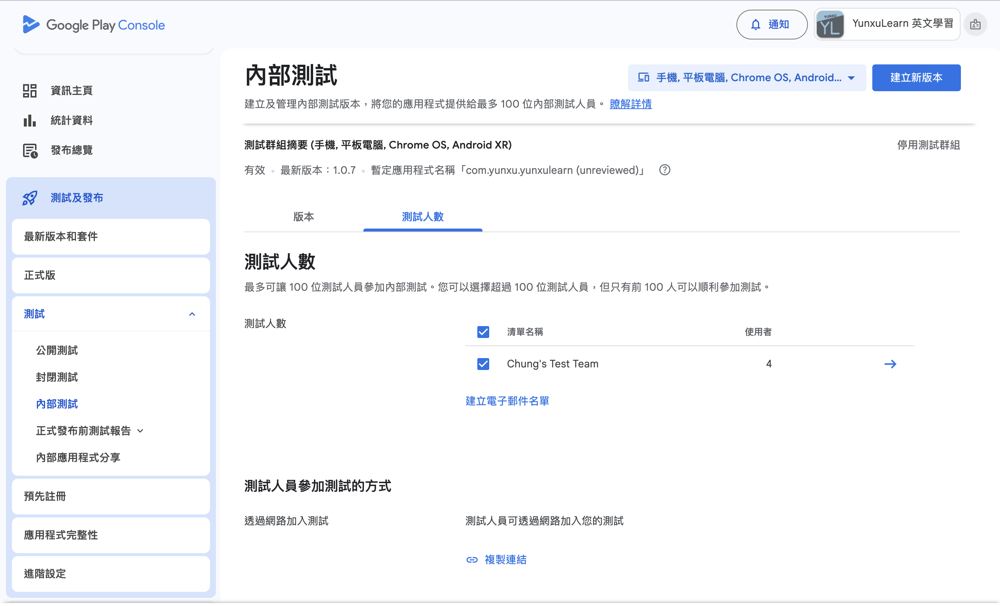 Google Play Console
通知
YUNXU
YL
YunxuLearn 英文學習
資訊主頁
統計資料
發布總覽
測試及發布
最新版本和套件
正式版
測試
公開測試
封閉測試
內部測試
正式發布前測試報告
內部應用程式分享
預先註冊
應用程式完整性
進階設定
內部測試
手機, 平板電腦, Chrome OS, Android...
建立新版本
建立及管理內部測試版本，將您的應用程式提供給最多 100 位內部測試人員。 瞭解詳情
測試群組摘要 (手機, 平板電腦, Chrome OS, Android XR)
停用測試群組
有效 • 最新版本：1.0.7 • 暫定應用程式名稱「com.yunxu.yunxulearn (unreviewed)」
版本
測試人數
測試人數
最多可讓 100 位測試人員參加內部測試。您可以選擇超過 100 位測試人員，但只有前 100 人可以順利參加測試。
測試人數
清單名稱
使用者
Chung's Test Team
4
建立電子郵件名單
測試人員參加測試的方式
透過網路加入測試
測試人員可透過網路加入您的測試
複製連結